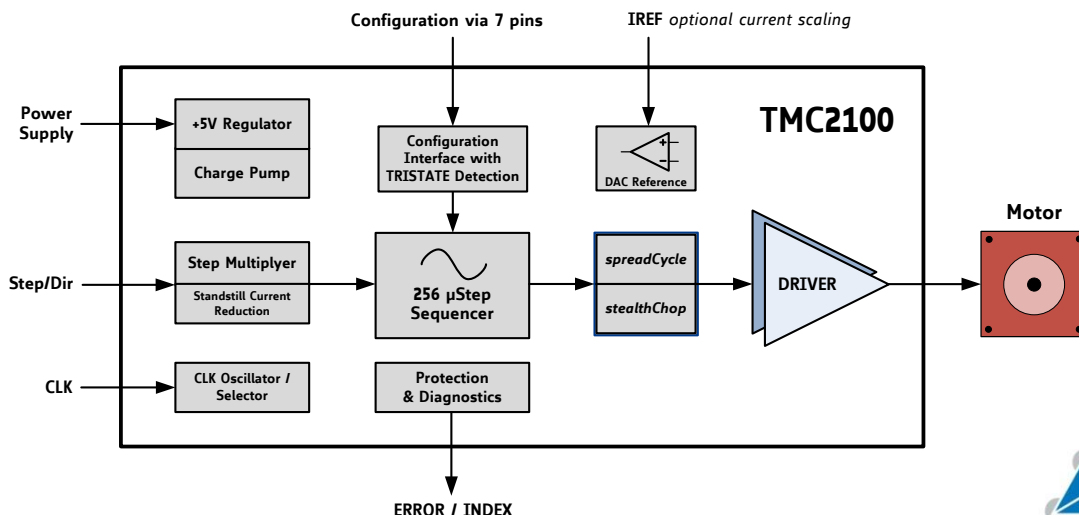 Configuration via 7 pins
IREF optional current scaling
Power
Supply
+5V Regulator
Charge Pump
Configuration
Interface with
TRISTATE Detection
+
-
DAC Reference
TMC2100
Motor
Step/Dir
Step Multiplyer
Standstill Current
Reduction
256 µStep
Sequencer
spreadCycle
stealthChop
DRIVER
CLK
CLK Oscillator /
Selector
Protection
& Diagnostics
ERROR / INDEX